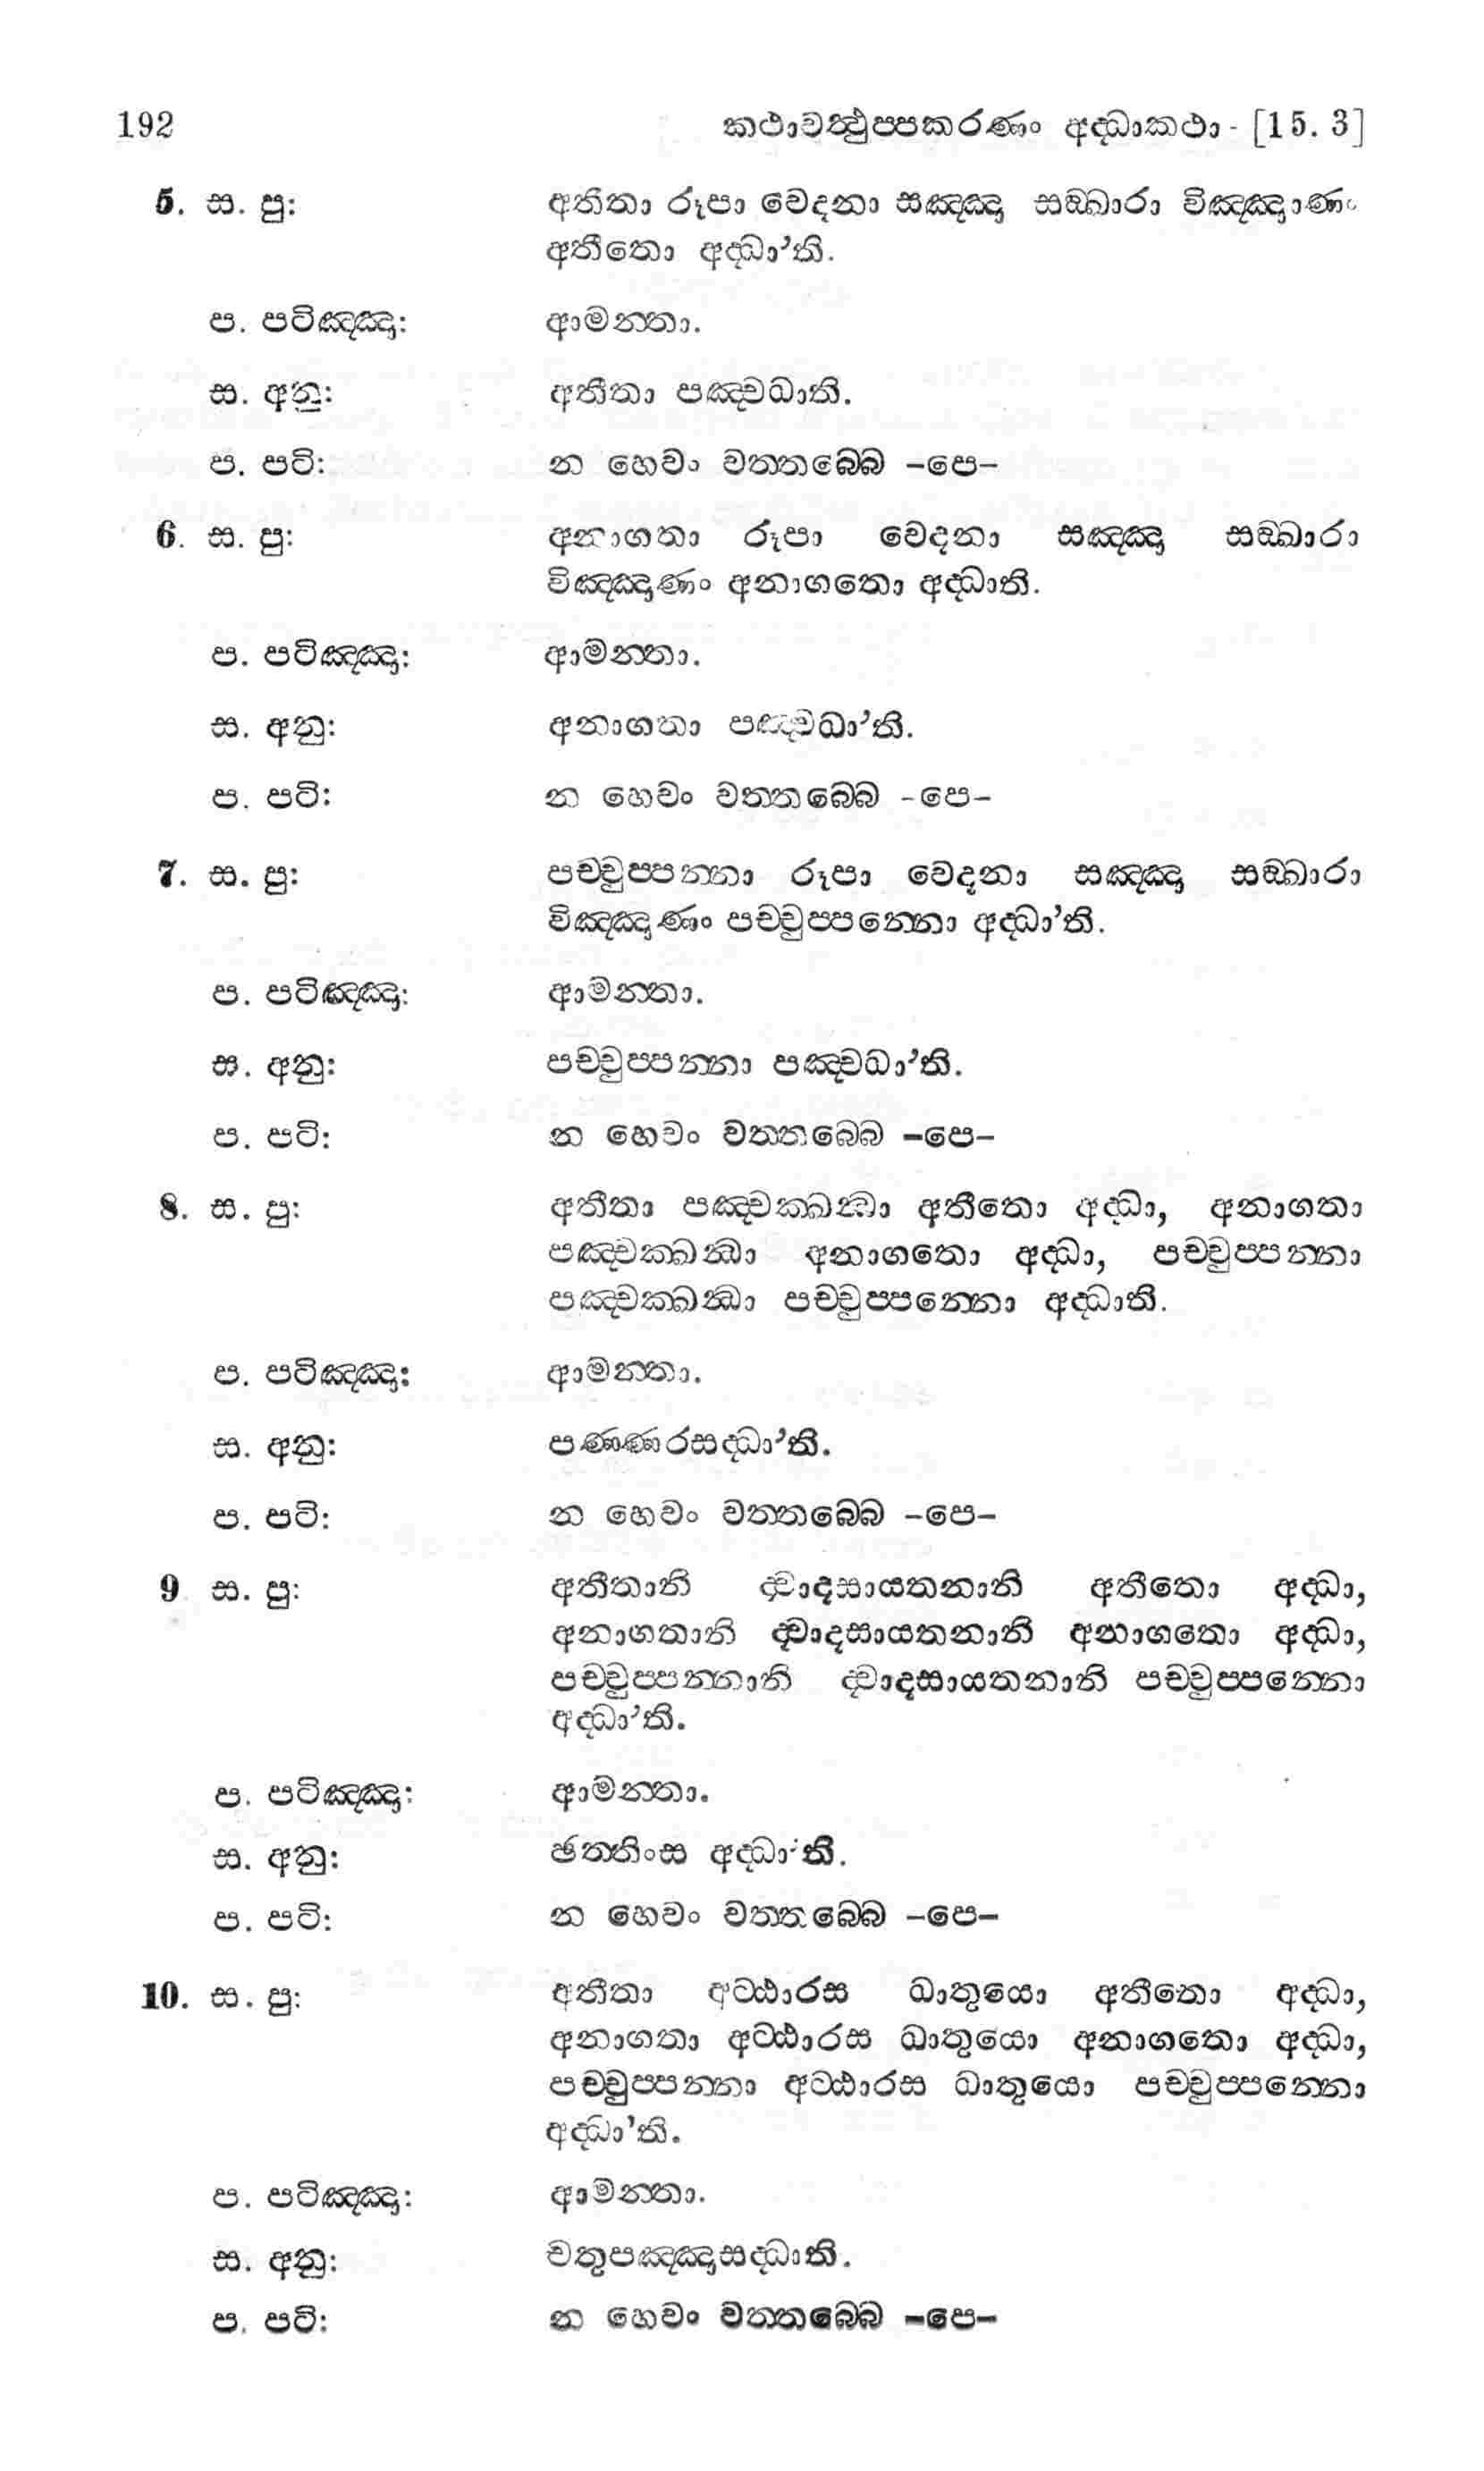 192 කථාවත්‍ථුප්‍පකරණං අද්‍ධාකථා - [15. 3]
5. ස. පු: අතීතා රූපා වේදනා සඤ්ඤා සඞ්ඛාරා විඤ්ඤාණං
අතීතො අද්‍ධා’ති.
ප. පටිඤ්ඤා: ආමන්‍තා.
ස. අනු: අතීතා පඤ්චඩාති.
ප. පටි: න හෙවං වත්‍තබ්බෙ –පෙ–
6. ස. පු: අනාගතා රූපා වෙදනා සඤ්ඤා සඞ්ඛාරා
විඤ්ඤාණං අනාගතො අද්‍ධාති.
ප. පටිඤ්ඤා: ආමන්‍තා.
ස. අනු: අනාගතා පඤ්චඩා’ති.
ප. පටි: න හෙවං වත්‍තබ්බෙ -පෙ–
7. ස. පු: පච්චුප්පන්‍නා රූපා වෙදනා සඤ්ඤා සඞ්ඛාරා
විඤ්ඤාණං පච්චුප්පන්‍නො අද්‍ධා’ති.
ප. පටිඤ්ඤා: ආමන්‍තා.
ස. අනු: පච්චුප්පන්‍නා පඤ්චඩා’ති.
ප. පටි: න හෙවං වත්‍තබ්බෙ –පෙ–
8. ස. පු: අතීතා පඤ්චක්ඛන්‍ධා අතීතො අද්‍ධා, අනාගතා
පඤ්චක්ඛන්‍ධා අනාගතො අද්‍ධා, පච්චුප්පන්‍නා
පඤ්චක්ඛන්‍ධා පච්චුප්පන්‍නො අද්‍ධාති.
ප. පටිඤ්ඤා: ආමන්‍තා.
ස. අනු: පණ්ණරසද්‍ධා’ති.
ප. පටි: න හෙවං වත්‍තබ්බෙ –පෙ–
9 ස. පු: අතීතානි ද්‍වාදසායතනානි අතීතො අද්‍ධා,
අනාගතානි ද්‍වාදසායතනානි අනාගතො අද්‍ධා,
පච්චුප්පන්‍නානි ද්‍වාදසායතනානි පච්චුප්පන්‍නො
අද්‍ධා’ති.
ප. පටිඤ්ඤා: ආමන්‍තා.
ස. අනු: ඡත්‍තිංස අද්‍ධා’ති.
ප. පටි: න හෙවං වත්‍තබ්බෙ –පෙ–
10. ස. පු: අතීතා අට්ඨාරස ධාතුයො අතීතො අද්‍ධා,
අනාගතා අට්ඨාරස ධාතුයො අනාගතො අද්‍ධා,
පච්චුප්පන්‍නා අට්ඨාරස ධාතුයො පච්චුප්පන්‍නො
අද්‍ධා’ති.
ප. පටිඤ්ඤා: ආමන්‍තා.
ස. අනු: චතුපඤ්ඤාසද්‍ධාති.
ප. පටි: න හෙවං වත්‍තබ්බෙ –පෙ–